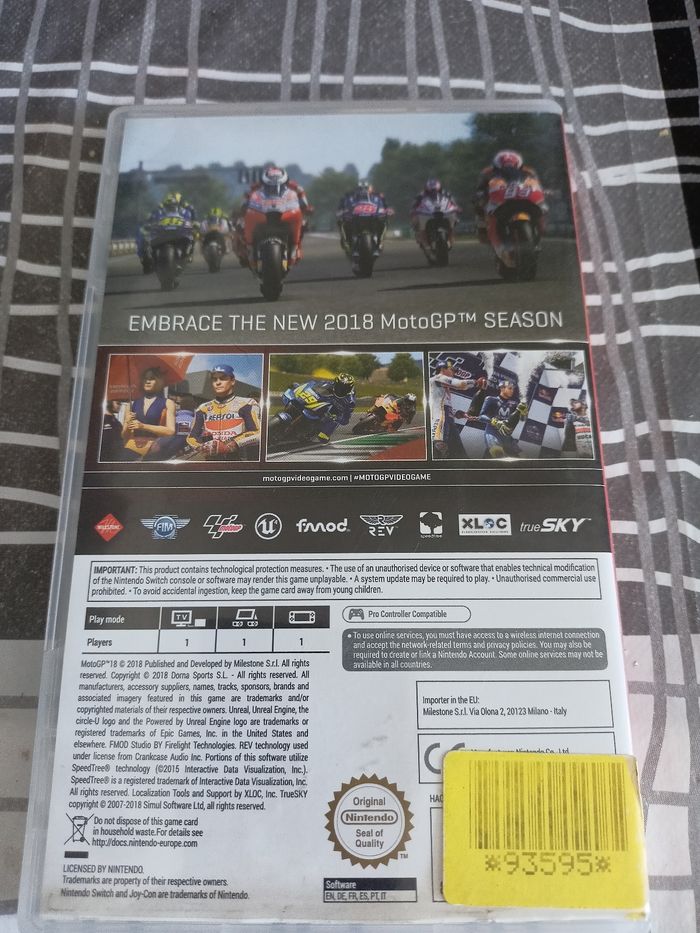 EMBRACE THE NEW 2018 MotoGP™ SEASON
motogpvideogame.com | #MOTOGPVIDEOGAME
MILESTONE FIM MotoGP fmod REV speedtree XLOC trueSKY™
IMPORTANT: This product contains technological protection measures. • The use of an unauthorised device or software that enables technical modification
of the Nintendo Switch console or software may render this game unplayable. • A system update may be required to play. • Unauthorised commercial use
prohibited. • To avoid accidental ingestion, keep the game card away from young children.
Play mode TV
Players 1 1 1
Pro Controller Compatible
• To use online services, you must have access to a wireless internet connection
and accept the network-related terms and privacy policies. You may also be
required to create or link a Nintendo Account. Some online services may not be
available in all countries.
MotoGP™18 © 2018 Published and Developed by Milestone S.r.l. All rights
reserved. Copyright © 2018 Dorna Sports S.L. - All rights reserved. All
manufacturers, accessory suppliers, names, tracks, sponsors, brands and
associated imagery featured in this game are trademarks and/or
copyrighted materials of their respective owners. Unreal, Unreal Engine, the
circle-U logo and the Powered by Unreal Engine logo are trademarks or
registered trademarks of Epic Games, Inc. in the United States and
elsewhere. FMOD Studio BY Firelight Technologies. REV technology used
under license from Crankcase Audio Inc. Portions of this software utilize
SpeedTree® technology (©2015 Interactive Data Visualization, Inc.).
SpeedTree® is a registered trademark of Interactive Data Visualization, Inc.
All rights reserved. Localization Tools and Support by XLOC, Inc. TrueSKY
copyright © 2007-2018 Simul Software Ltd, all rights reserved.
Importer in the EU:
Milestone S.r.l. Via Olona 2, 20123 Milano - Italy
CE
Do not dispose of this game card
in household waste. For details see
http://docs.nintendo-europe.com
LICENSED BY NINTENDO.
Trademarks are property of their respective owners.
Nintendo Switch and Joy-Con are trademarks of Nintendo.
Original
Nintendo
Seal of
Quality
TM
Software
EN, DE, FR, ES, PT, IT
*93595*